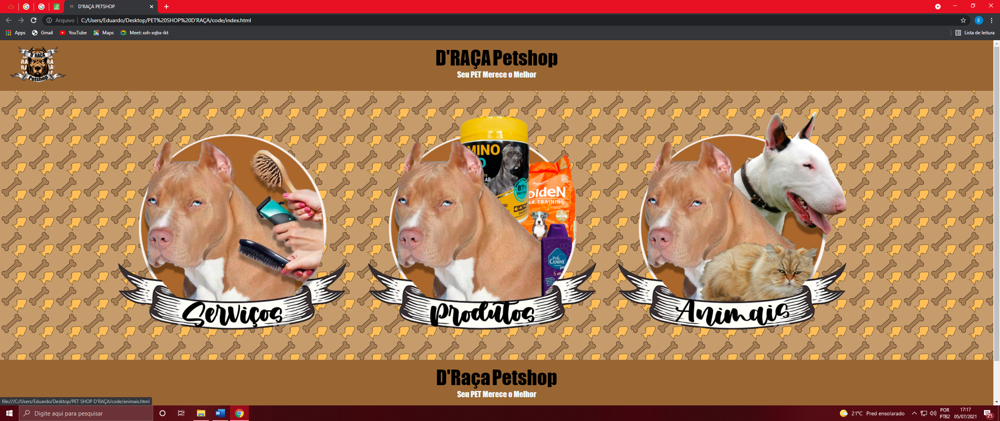 D'RAÇA PETSHOP
Arquivo
C:/Users/Eduardo/Desktop/PET%20SHOP%20D'RAÇA/code/index.html
E
Apps
Gmail
YouTube
Maps
Meet: xxh-xqbx-ikt
Lista de leitura
D'RAÇA
Petshop
D'RAÇA Petshop
Seu PET Merece o Melhor
MINO
87%
oldeN
ER TRAINING
Pró
CANINE
plus
5 em
Serviços
Produtos
Animais
D'Raça Petshop
Seu PET Merece o Melhor
file:///C:/Users/Eduardo/Desktop/PET SHOP D'RAÇA/code/animais.html
Digite aqui para pesquisar
21°C Pred ensolarado
POR
PTB2
17:17
05/07/2021
25